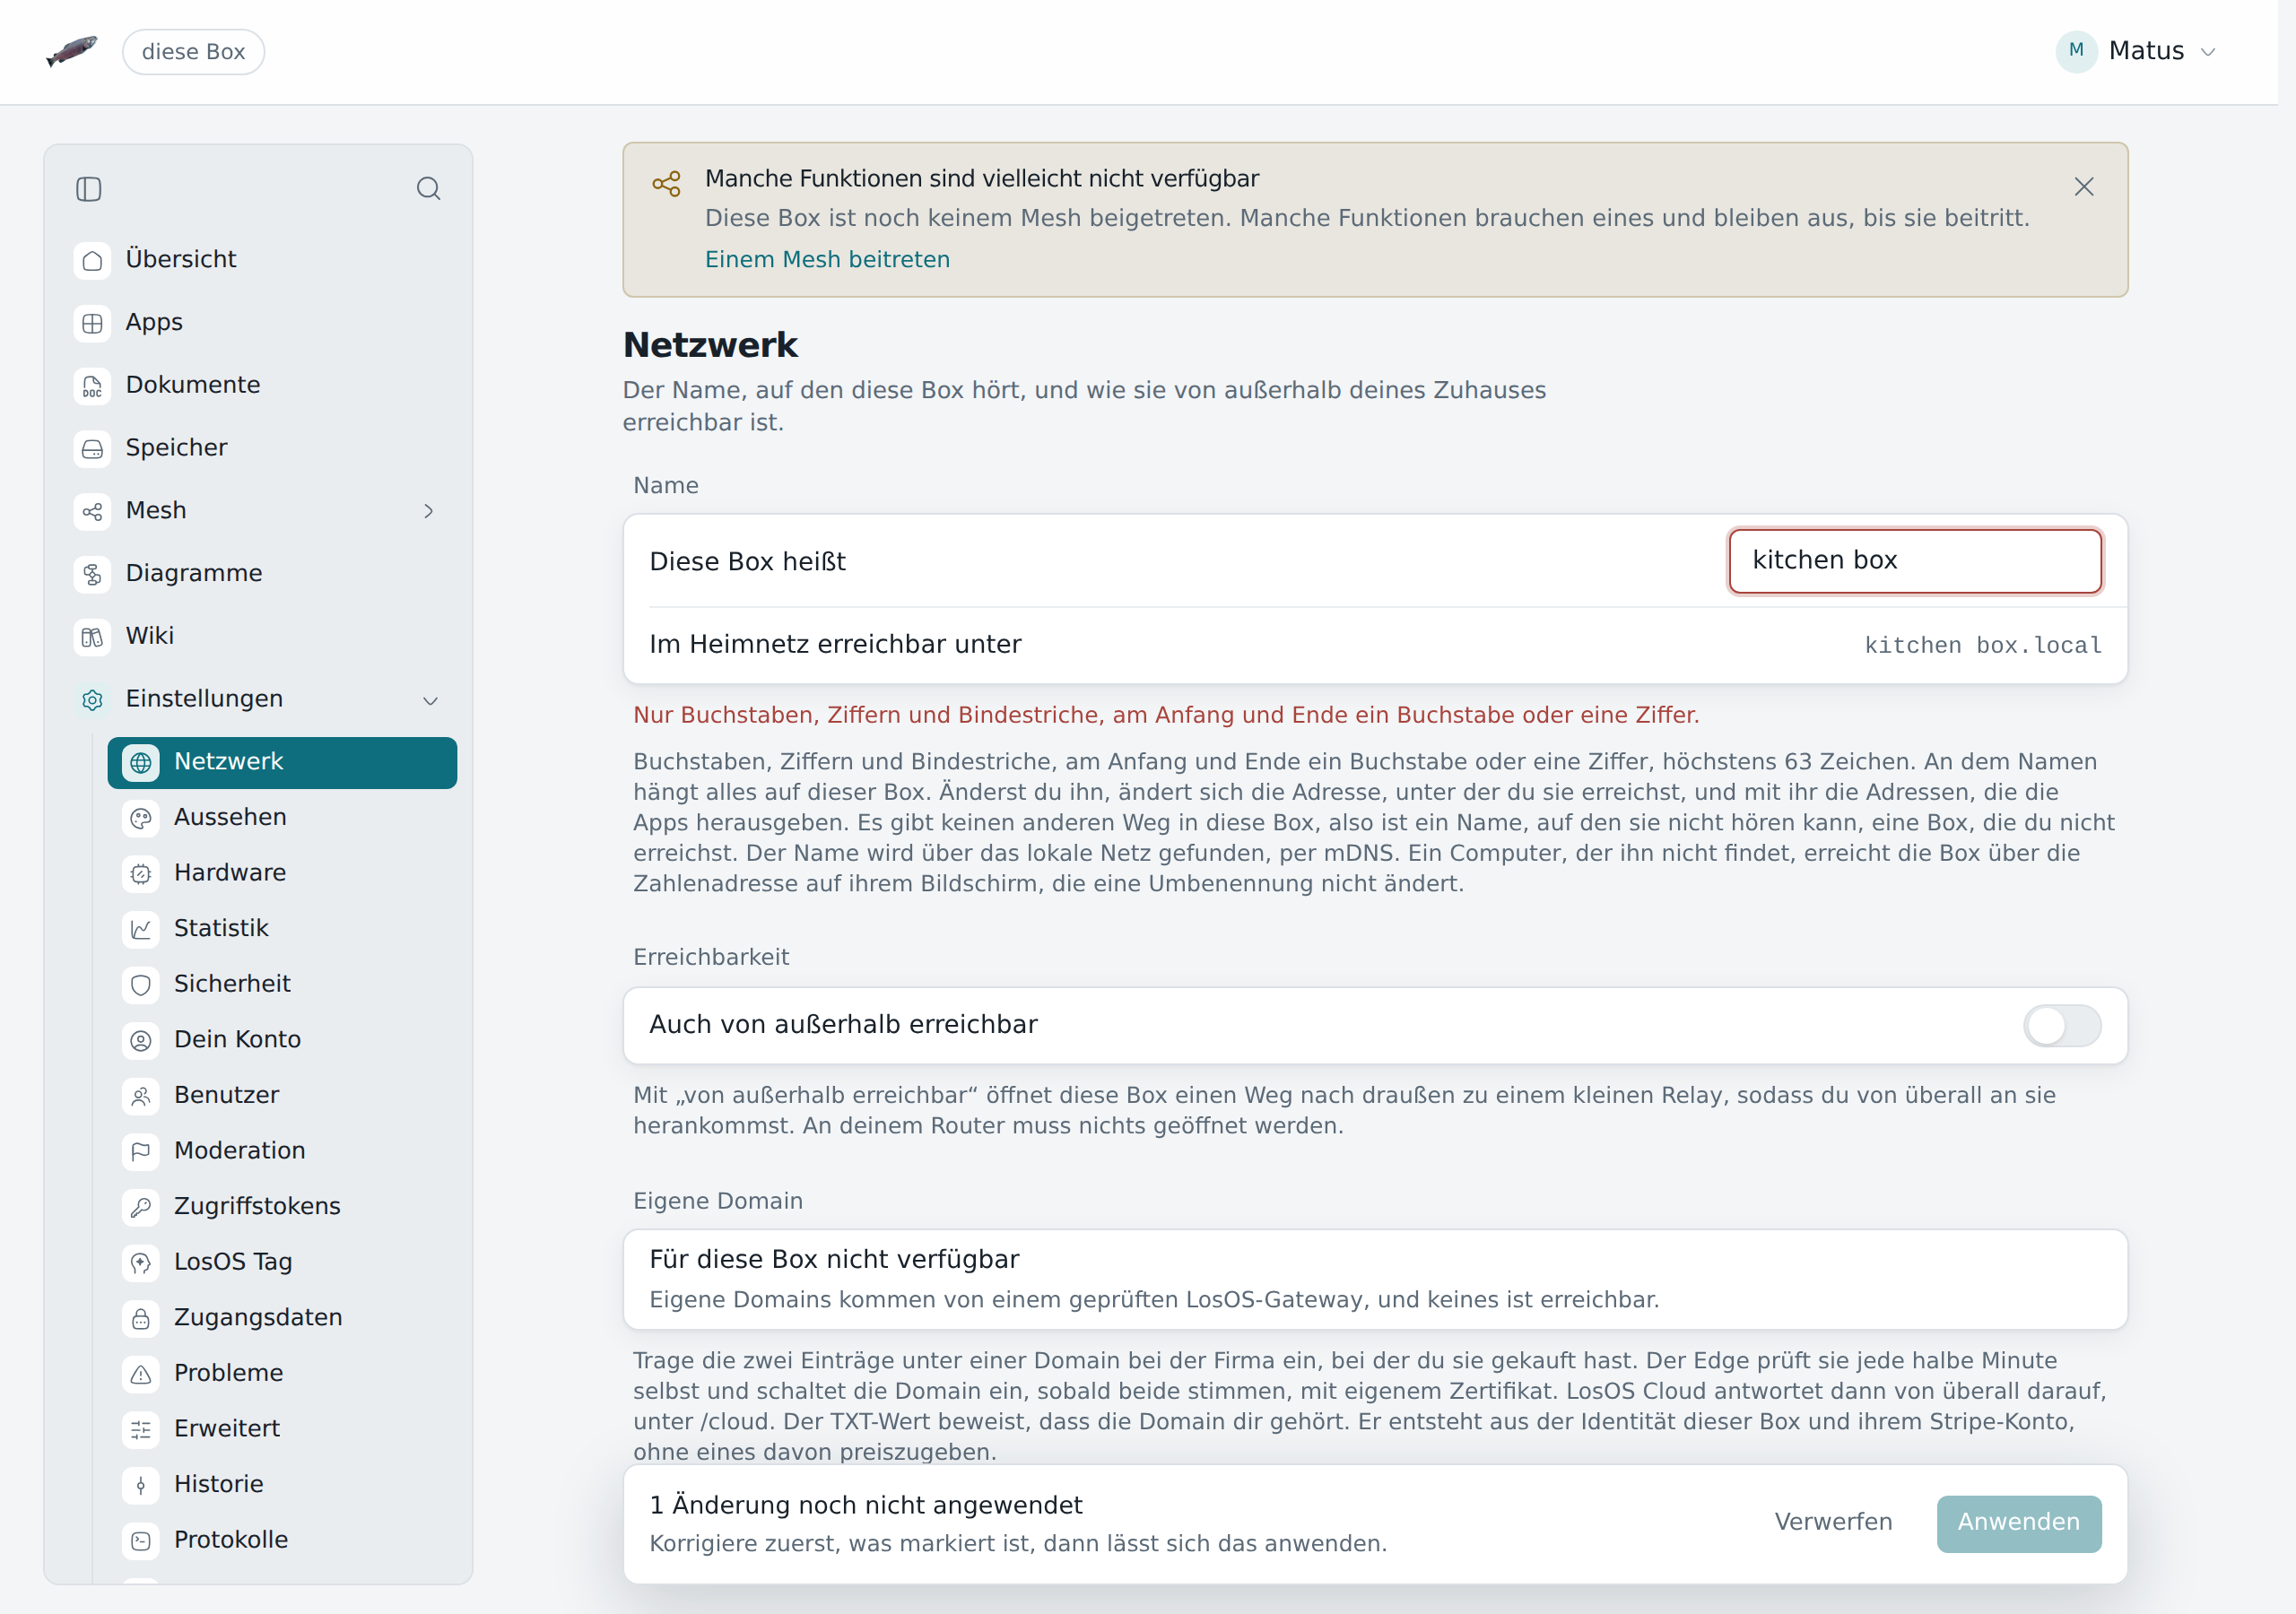 diese Box
M
Matus
Übersicht
Apps
Dokumente
Speicher
Mesh
Diagramme
Wiki
Einstellungen
Netzwerk
Aussehen
Hardware
Statistik
Sicherheit
Dein Konto
Benutzer
Moderation
Zugriffstokens
LosOS Tag
Zugangsdaten
Probleme
Erweitert
Historie
Protokolle
Manche Funktionen sind vielleicht nicht verfügbar
Diese Box ist noch keinem Mesh beigetreten. Manche Funktionen brauchen eines und bleiben aus, bis sie beitritt.
Einem Mesh beitreten
Netzwerk
Der Name, auf den diese Box hört, und wie sie von außerhalb deines Zuhauses
erreichbar ist.
Name
Diese Box heißt
kitchen box
Im Heimnetz erreichbar unter
kitchen box.local
Nur Buchstaben, Ziffern und Bindestriche, am Anfang und Ende ein Buchstabe oder eine Ziffer.
Buchstaben, Ziffern und Bindestriche, am Anfang und Ende ein Buchstabe oder eine Ziffer, höchstens 63 Zeichen. An dem Namen
hängt alles auf dieser Box. Änderst du ihn, ändert sich die Adresse, unter der du sie erreichst, und mit ihr die Adressen, die die
Apps herausgeben. Es gibt keinen anderen Weg in diese Box, also ist ein Name, auf den sie nicht hören kann, eine Box, die du nicht
erreichst. Der Name wird über das lokale Netz gefunden, per mDNS. Ein Computer, der ihn nicht findet, erreicht die Box über die
Zahlenadresse auf ihrem Bildschirm, die eine Umbenennung nicht ändert.
Erreichbarkeit
Auch von außerhalb erreichbar
Mit „von außerhalb erreichbar“ öffnet diese Box einen Weg nach draußen zu einem kleinen Relay, sodass du von überall an sie
herankommst. An deinem Router muss nichts geöffnet werden.
Eigene Domain
Für diese Box nicht verfügbar
Eigene Domains kommen von einem geprüften LosOS-Gateway, und keines ist erreichbar.
Trage die zwei Einträge unter einer Domain bei der Firma ein, bei der du sie gekauft hast. Der Edge prüft sie jede halbe Minute
selbst und schaltet die Domain ein, sobald beide stimmen, mit eigenem Zertifikat. LosOS Cloud antwortet dann von überall darauf,
unter /cloud. Der TXT-Wert beweist, dass die Domain dir gehört. Er entsteht aus der Identität dieser Box und ihrem Stripe-Konto,
ohne eines davon preiszugeben.
1 Änderung noch nicht angewendet
Korrigiere zuerst, was markiert ist, dann lässt sich das anwenden.
Verwerfen
Anwenden